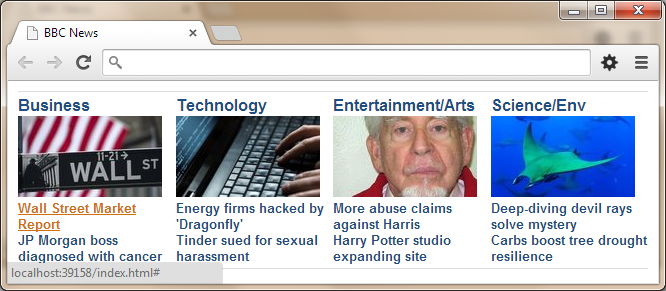 BBC News
Business
Technology
Entertainment/Arts
Science/Env
11-21
WALL ST
Wall Street Market
Report
JP Morgan boss
diagnosed with cancer
Energy firms hacked by
'Dragonfly'
Tinder sued for sexual
harassment
More abuse claims
against Harris
Harry Potter studio
expanding site
Deep-diving devil rays
solve mystery
Carbs boost tree drought
resilience
localhost:39158/index.html#